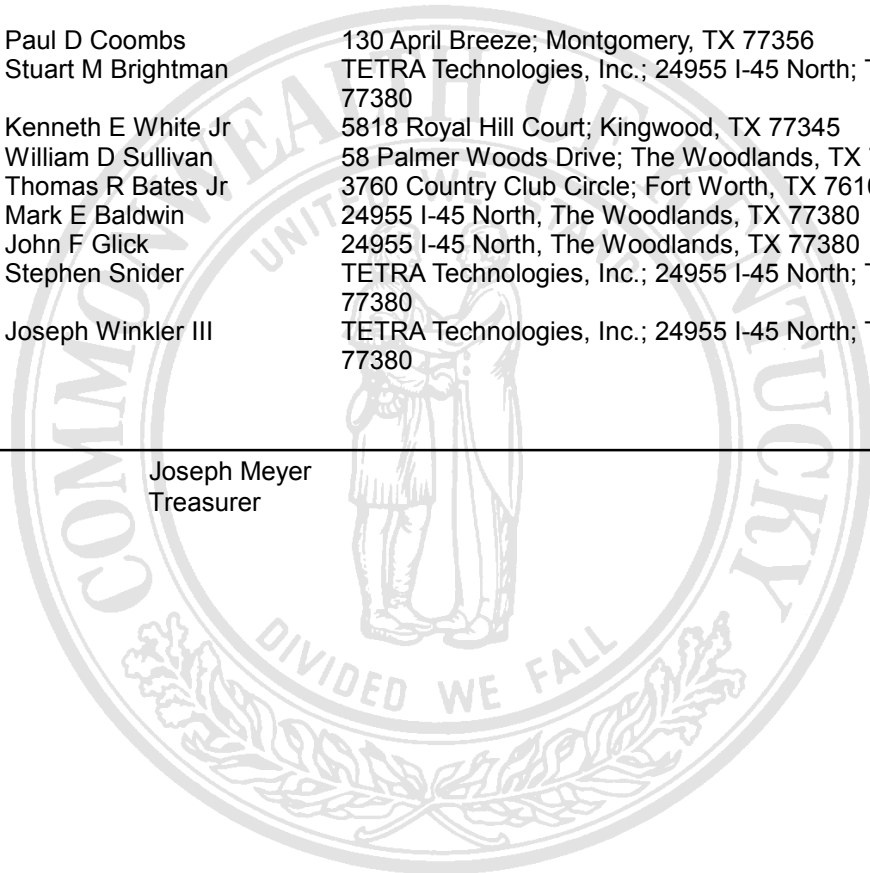 Paul D Coombs 130 April Breeze; Montgomery, TX 77356
Stuart M Brightman TETRA Technologies, Inc.; 24955 I-45 North;
77380
Kenneth E White Jr 5818 Royal Hill Court; Kingwood, TX 77345
William D Sullivan 58 Palmer Woods Drive; The Woodlands, TX
Thomas R Bates Jr 3760 Country Club Circle; Fort Worth, TX
Mark E Baldwin 24955 I-45 North, The Woodlands, TX 77380
John F Glick 24955 I-45 North, The Woodlands, TX 77380
Stephen Snider TETRA Technologies, Inc.; 24955 I-45 North;
77380
Joseph Winkler III TETRA Technologies, Inc.; 24955 I-45 North;
77380
Joseph Meyer
Treasurer
COMMONWEALTH OF KENTUCKY
UNITED WE STAND
DIVIDED WE FALL